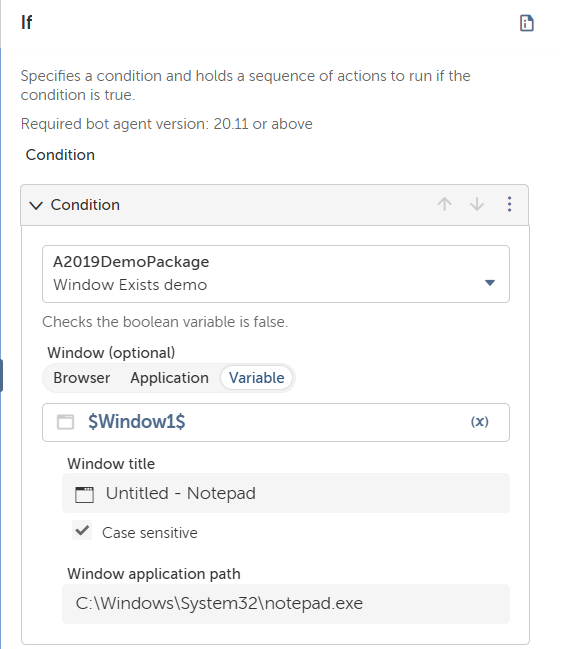 If
Specifies a condition and holds a sequence of actions to run if the
condition is true.
Required bot agent version: 20.11 or above
Condition
Condition
A2019DemoPackage
Window Exists demo
Checks the boolean variable is false.
Window (optional)
Browser Application Variable
$Window1$ (x)
Window title
Untitled - Notepad
Case sensitive
Window application path
C:\Windows\System32\notepad.exe